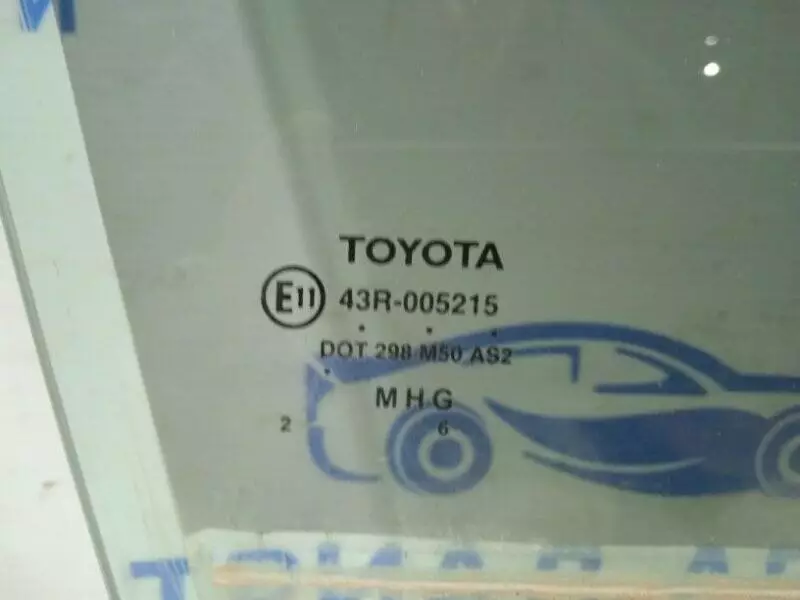 И
TOYOTA
E11 43R-005215
DOT 298 M50 AS2
M H G
2 6